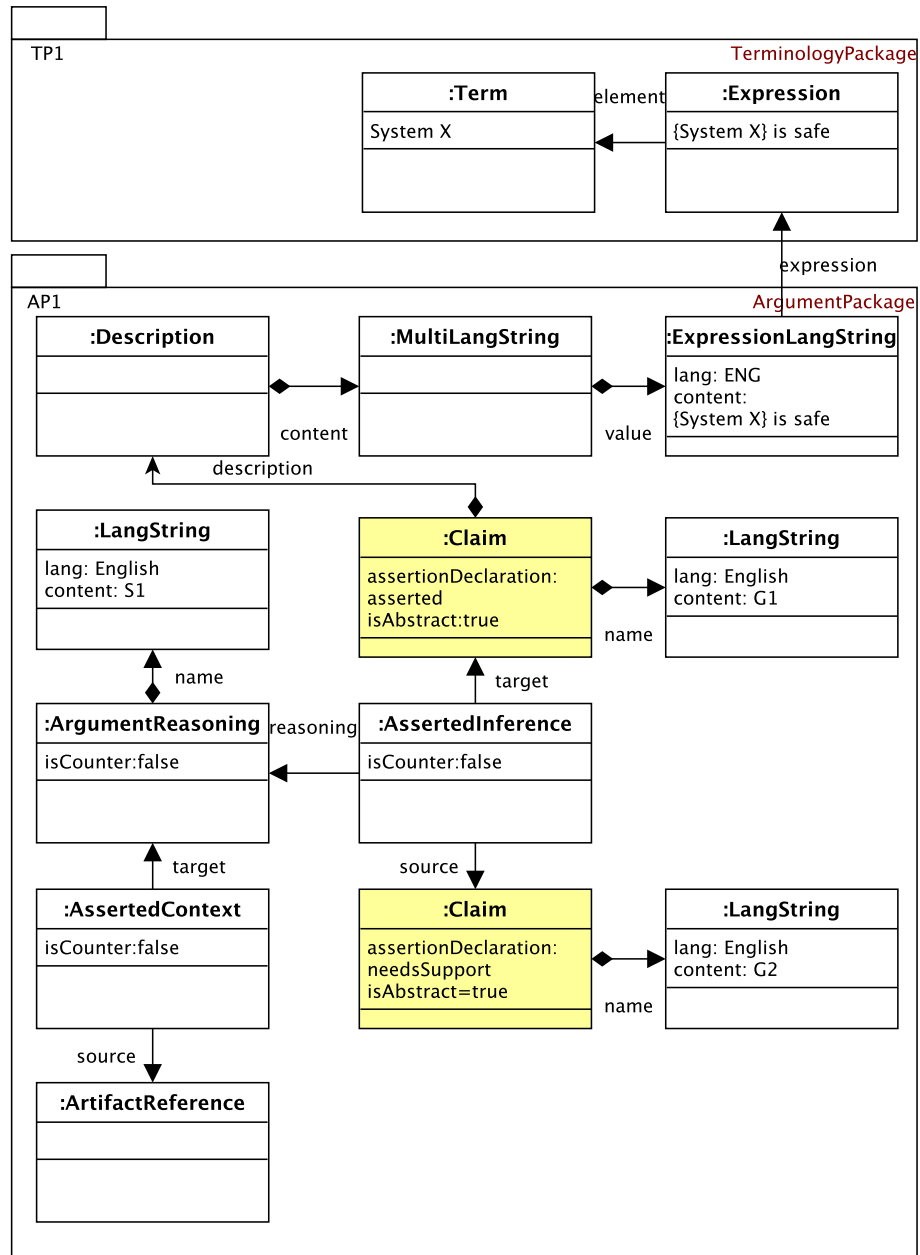 TP1
TerminologyPackage
:Term
System X
element
:Expression
{System X} is safe
expression
AP1
ArgumentPackage
:Description
content
:MultiLangString
value
:ExpressionLangString
lang: ENG
content:
{System X} is safe
description
:LangString
lang: English
content: S1
:Claim
assertionDeclaration:
asserted
isAbstract:true
name
:LangString
lang: English
content: G1
name
target
:ArgumentReasoning
isCounter:false
reasoning
:AssertedInference
isCounter:false
target
source
:AssertedContext
isCounter:false
:Claim
assertionDeclaration:
needsSupport
isAbstract=true
name
:LangString
lang: English
content: G2
source
:ArtifactReference